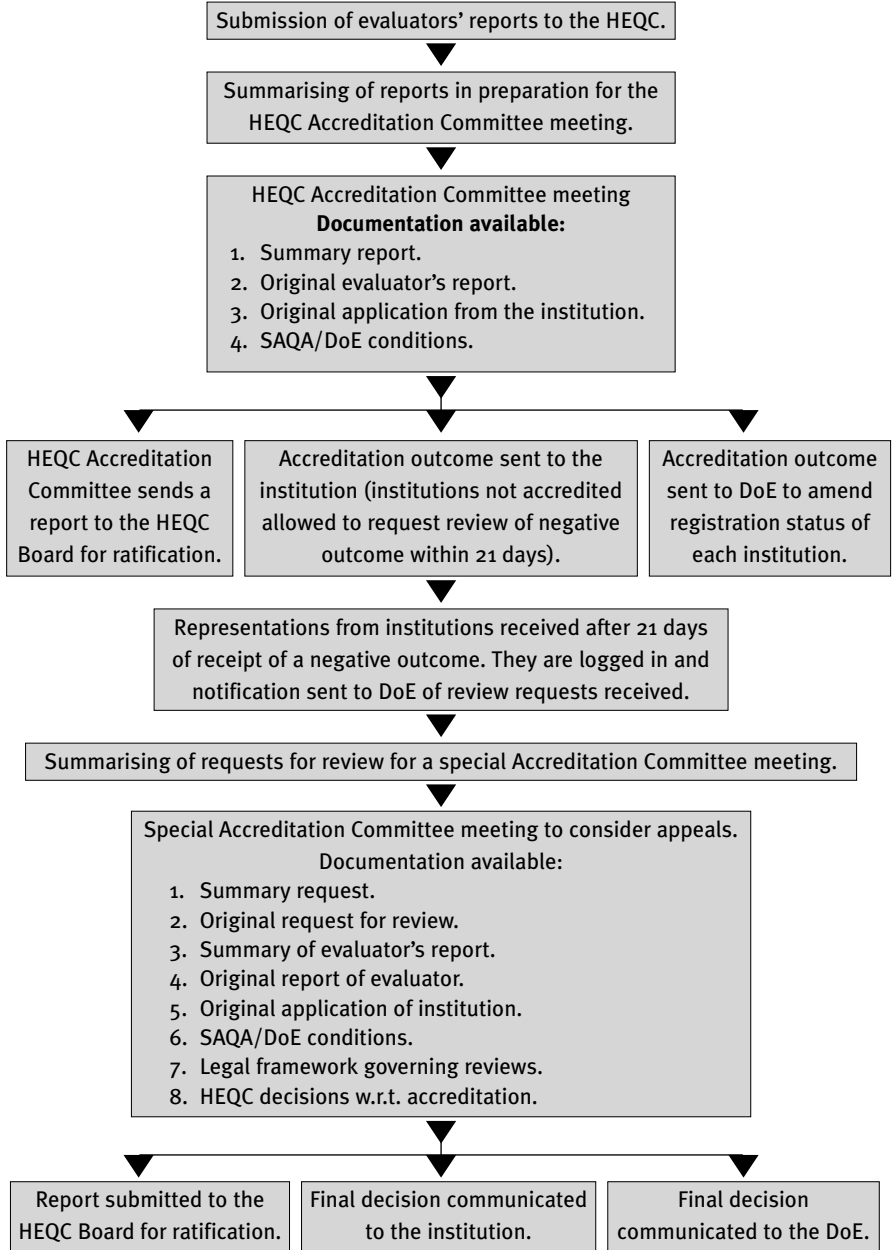 Submission of evaluators’ reports to the HEQC.
Summarising of reports in preparation for the
HEQC Accreditation Committee meeting.
HEQC Accreditation Committee meeting
Documentation available:
1. Summary report.
2. Original evaluator’s report.
3. Original application from the institution.
4. SAQA/DoE conditions.
HEQC Accreditation
Committee sends a
report to the HEQC
Board for ratification.
Accreditation outcome sent to the
institution (institutions not accredited
allowed to request review of negative
outcome within 21 days).
Accreditation outcome
sent to DoE to amend
registration status of
each institution.
Representations from institutions received after 21 days
of receipt of a negative outcome. They are logged in and
notification sent to DoE of review requests received.
Summarising of requests for review for a special Accreditation Committee meeting.
Special Accreditation Committee meeting to consider appeals.
Documentation available:
1. Summary request.
2. Original request for review.
3. Summary of evaluator’s report.
4. Original report of evaluator.
5. Original application of institution.
6. SAQA/DoE conditions.
7. Legal framework governing reviews.
8. HEQC decisions w.r.t. accreditation.
Report submitted to the
HEQC Board for ratification.
Final decision communicated
to the institution.
Final decision
communicated to the DoE.